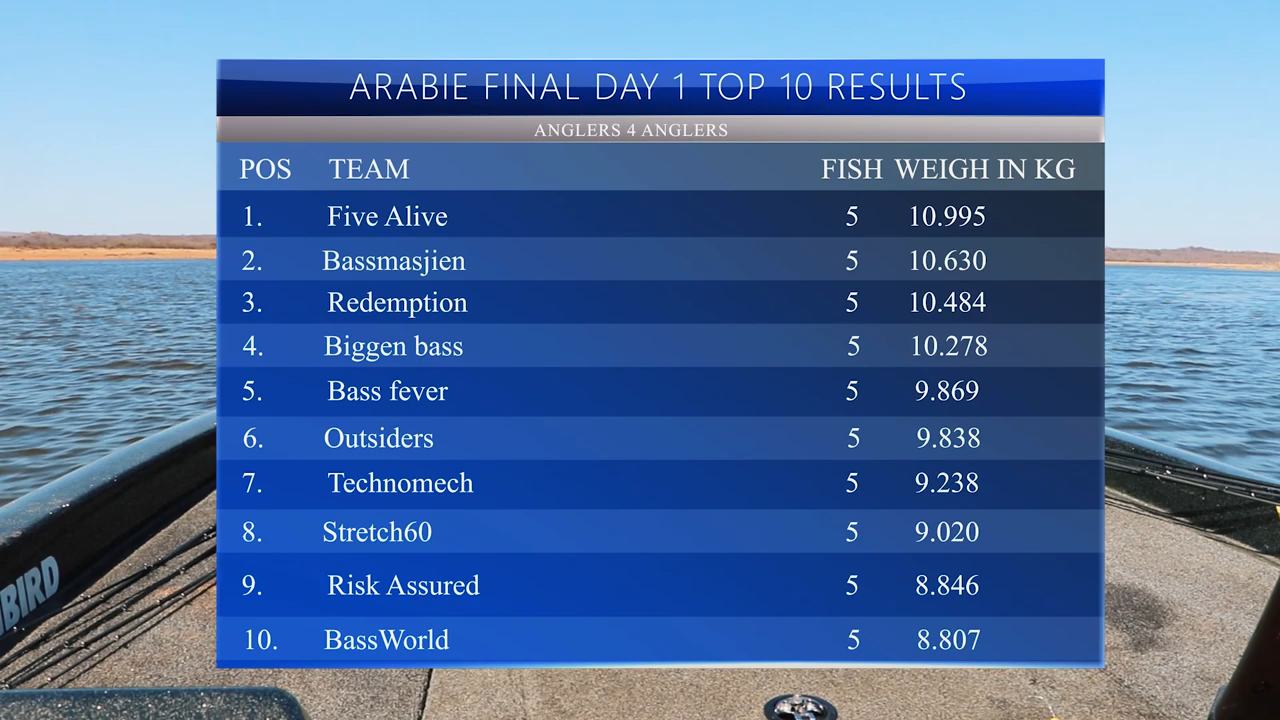 ARABIE FINAL DAY 1 TOP 10 RESULTS
ANGLERS 4 ANGLERS
POS TEAM FISH WEIGH IN KG
1. Five Alive 5 10.995
2. Bassmasjien 5 10.630
3. Redemption 5 10.484
4. Biggen bass 5 10.278
5. Bass fever 5 9.869
6. Outsiders 5 9.838
7. Technomech 5 9.238
8. Stretch60 5 9.020
9. Risk Assured 5 8.846
10. BassWorld 5 8.807